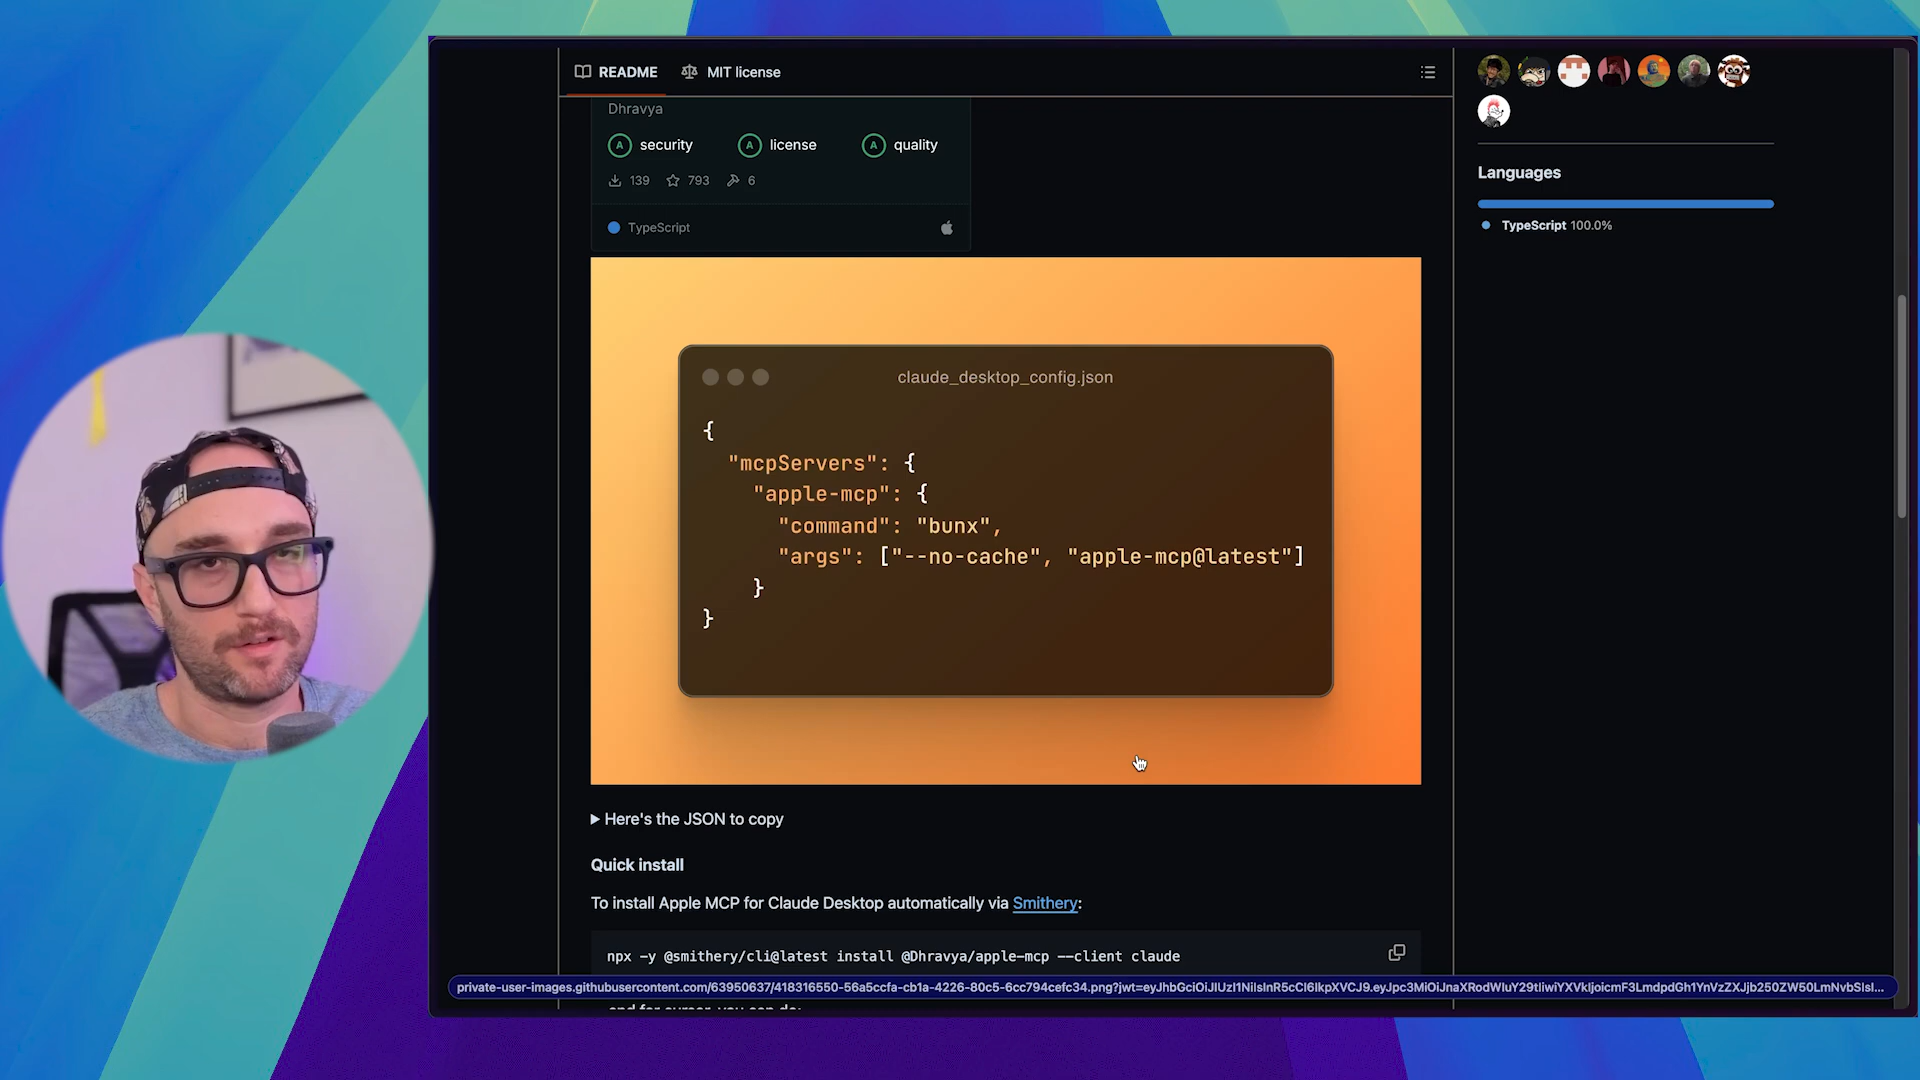 README
MIT license
Dhravya
A security
A license
A quality
139
793
6
TypeScript
claude_desktop_config.json
{
"mcpServers": {
"apple-mcp": {
"command": "bunx",
"args": ["--no-cache", "apple-mcp@latest"]
}
}
Here's the JSON to copy
Quick install
To install Apple MCP for Claude Desktop automatically via Smithery:
npx -y @smithery/cli@latest install @Dhravya/apple-mcp --client claude
Languages
TypeScript 100.0%